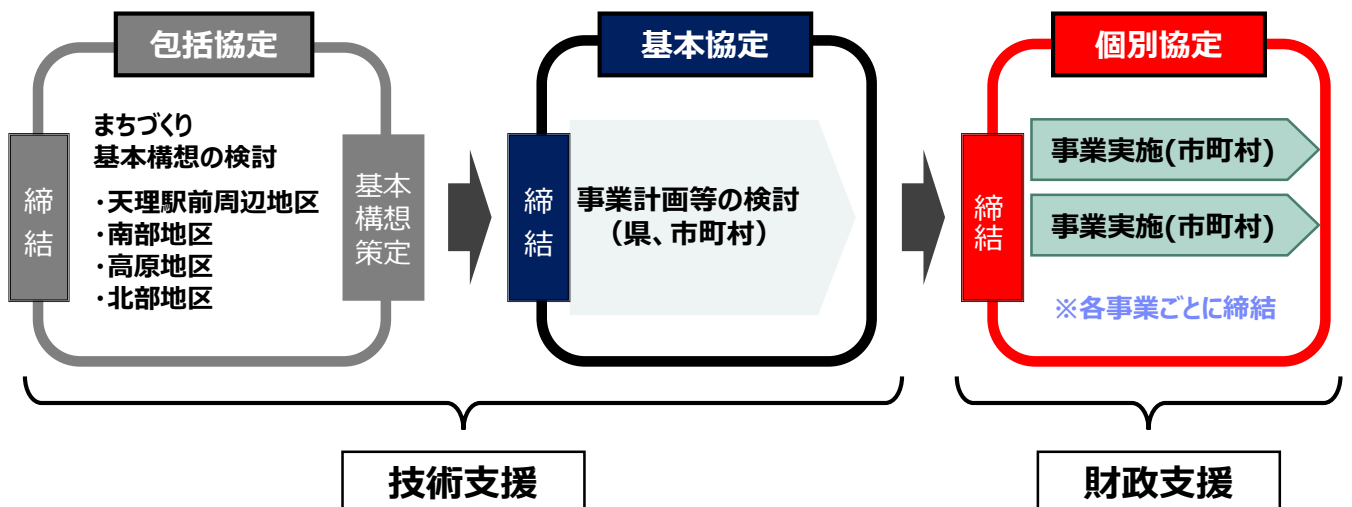 包括協定
締結
まちづくり
基本構想の検討
・天理駅前周辺地区
・南部地区
・高原地区
・北部地区
基本
構想
策定
基本協定
締結
事業計画等の検討
（県、市町村）
個別協定
締結
事業実施(市町村)
事業実施(市町村)
※各事業ごとに締結
技術支援
財政支援